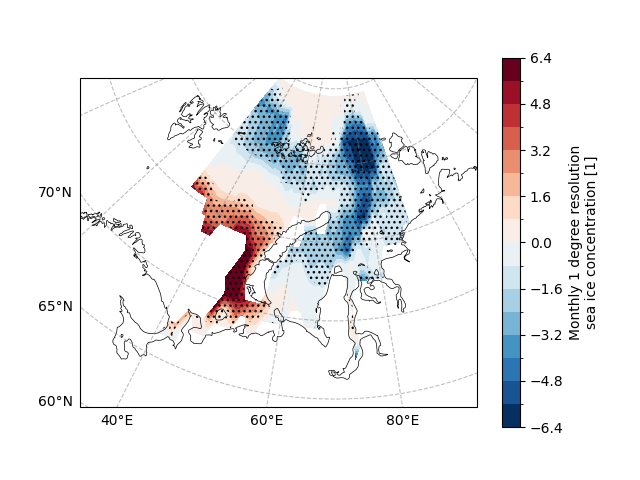 70°N
65°N
60°N
40°E
60°E
80°E
6.4
4.8
3.2
1.6
0.0
−1.6
−3.2
−4.8
−6.4
Monthly 1 degree resolution
sea ice concentration [1]